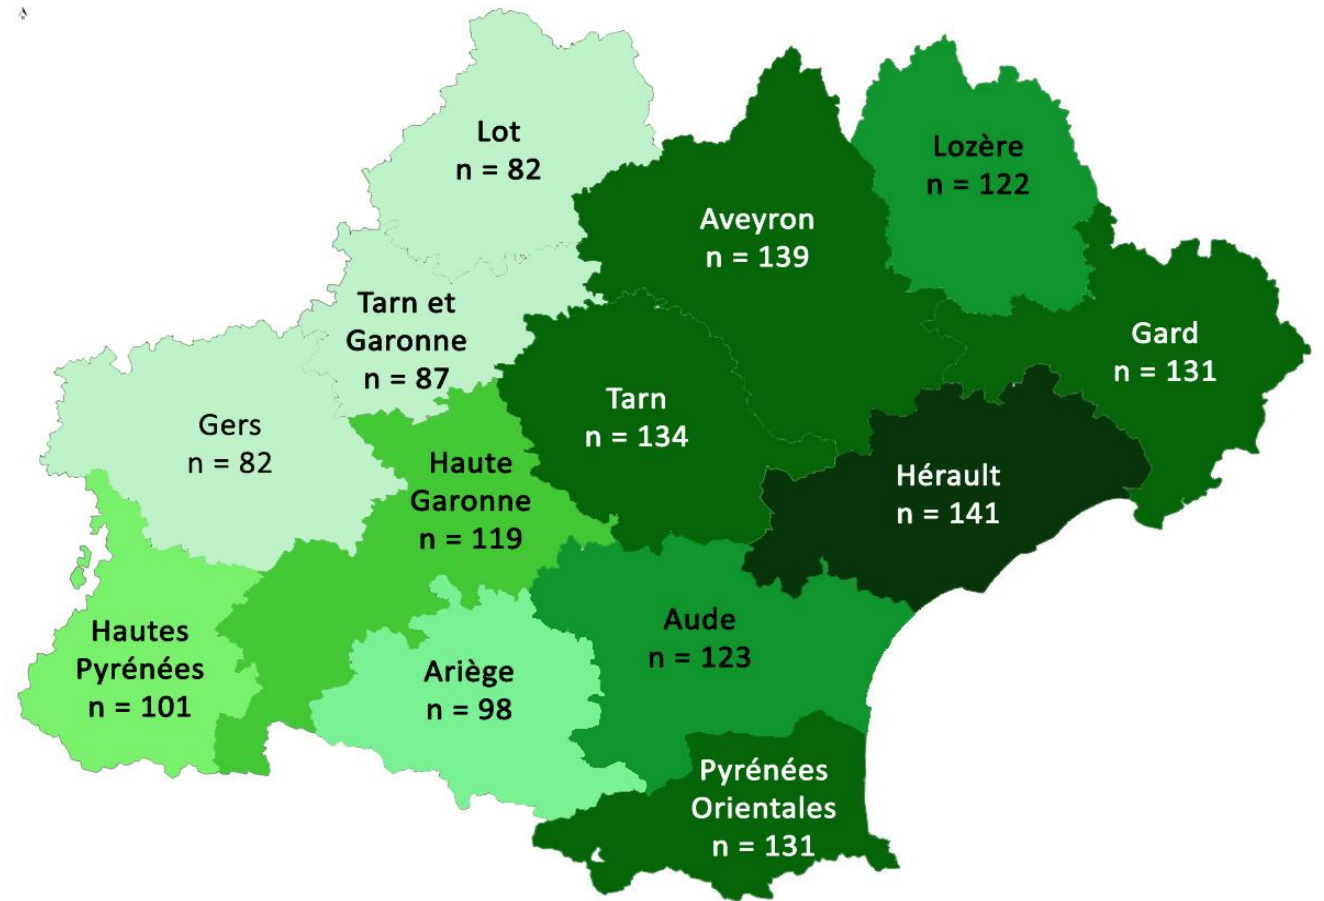 Lot
n = 82
Lozère
n = 122
Aveyron
n = 139
Tarn et
Garonne
n = 87
Gard
n = 131
Tarn
n = 134
Gers
n = 82
Haute
Garonne
n = 119
Hérault
n = 141
Hautes
Pyrénées
n = 101
Ariège
n = 98
Aude
n = 123
Pyrénées
Orientales
n = 131